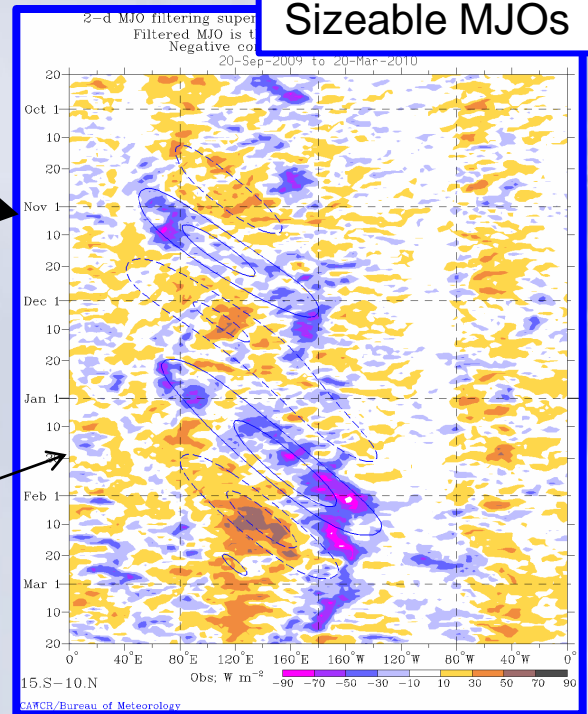 Sizeable MJOs
2-d MJO filtering super
Filtered MJO is t
Negative co
20-Sep-2009 to 20-Mar-2010
20
Oct 1
10
20
Nov 1
10
20
Dec 1
10
20
Jan 1
10
Feb 1
10
20
Mar 1
10
20
0° 40 E 80 E 120 E 160 E 160 W 120 W 80 W 40 W 0°
15.S-10.N
Obs; W m⁻² -90 -70 -50 -30 -10 10 30 50 70 90
CAWCR/Bureau of Meteorology